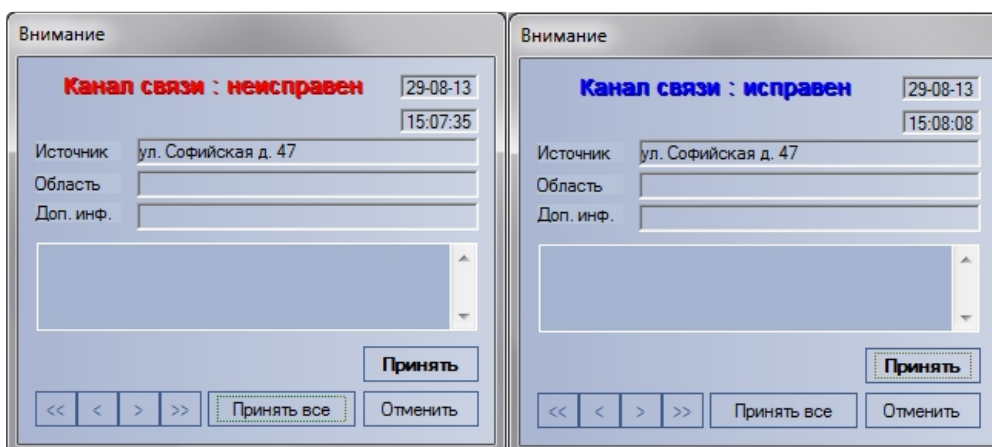 Внимание
Канал связи : неисправен
29-08-13
15:07:35
Источник ул. Софийская д. 47
Область
Доп. инф.
Принять
<< < > >> Принять все Отменить
Внимание
Канал связи : исправен
29-08-13
15:08:08
Источник ул. Софийская д. 47
Область
Доп. инф.
Принять
<< < > >> Принять все Отменить